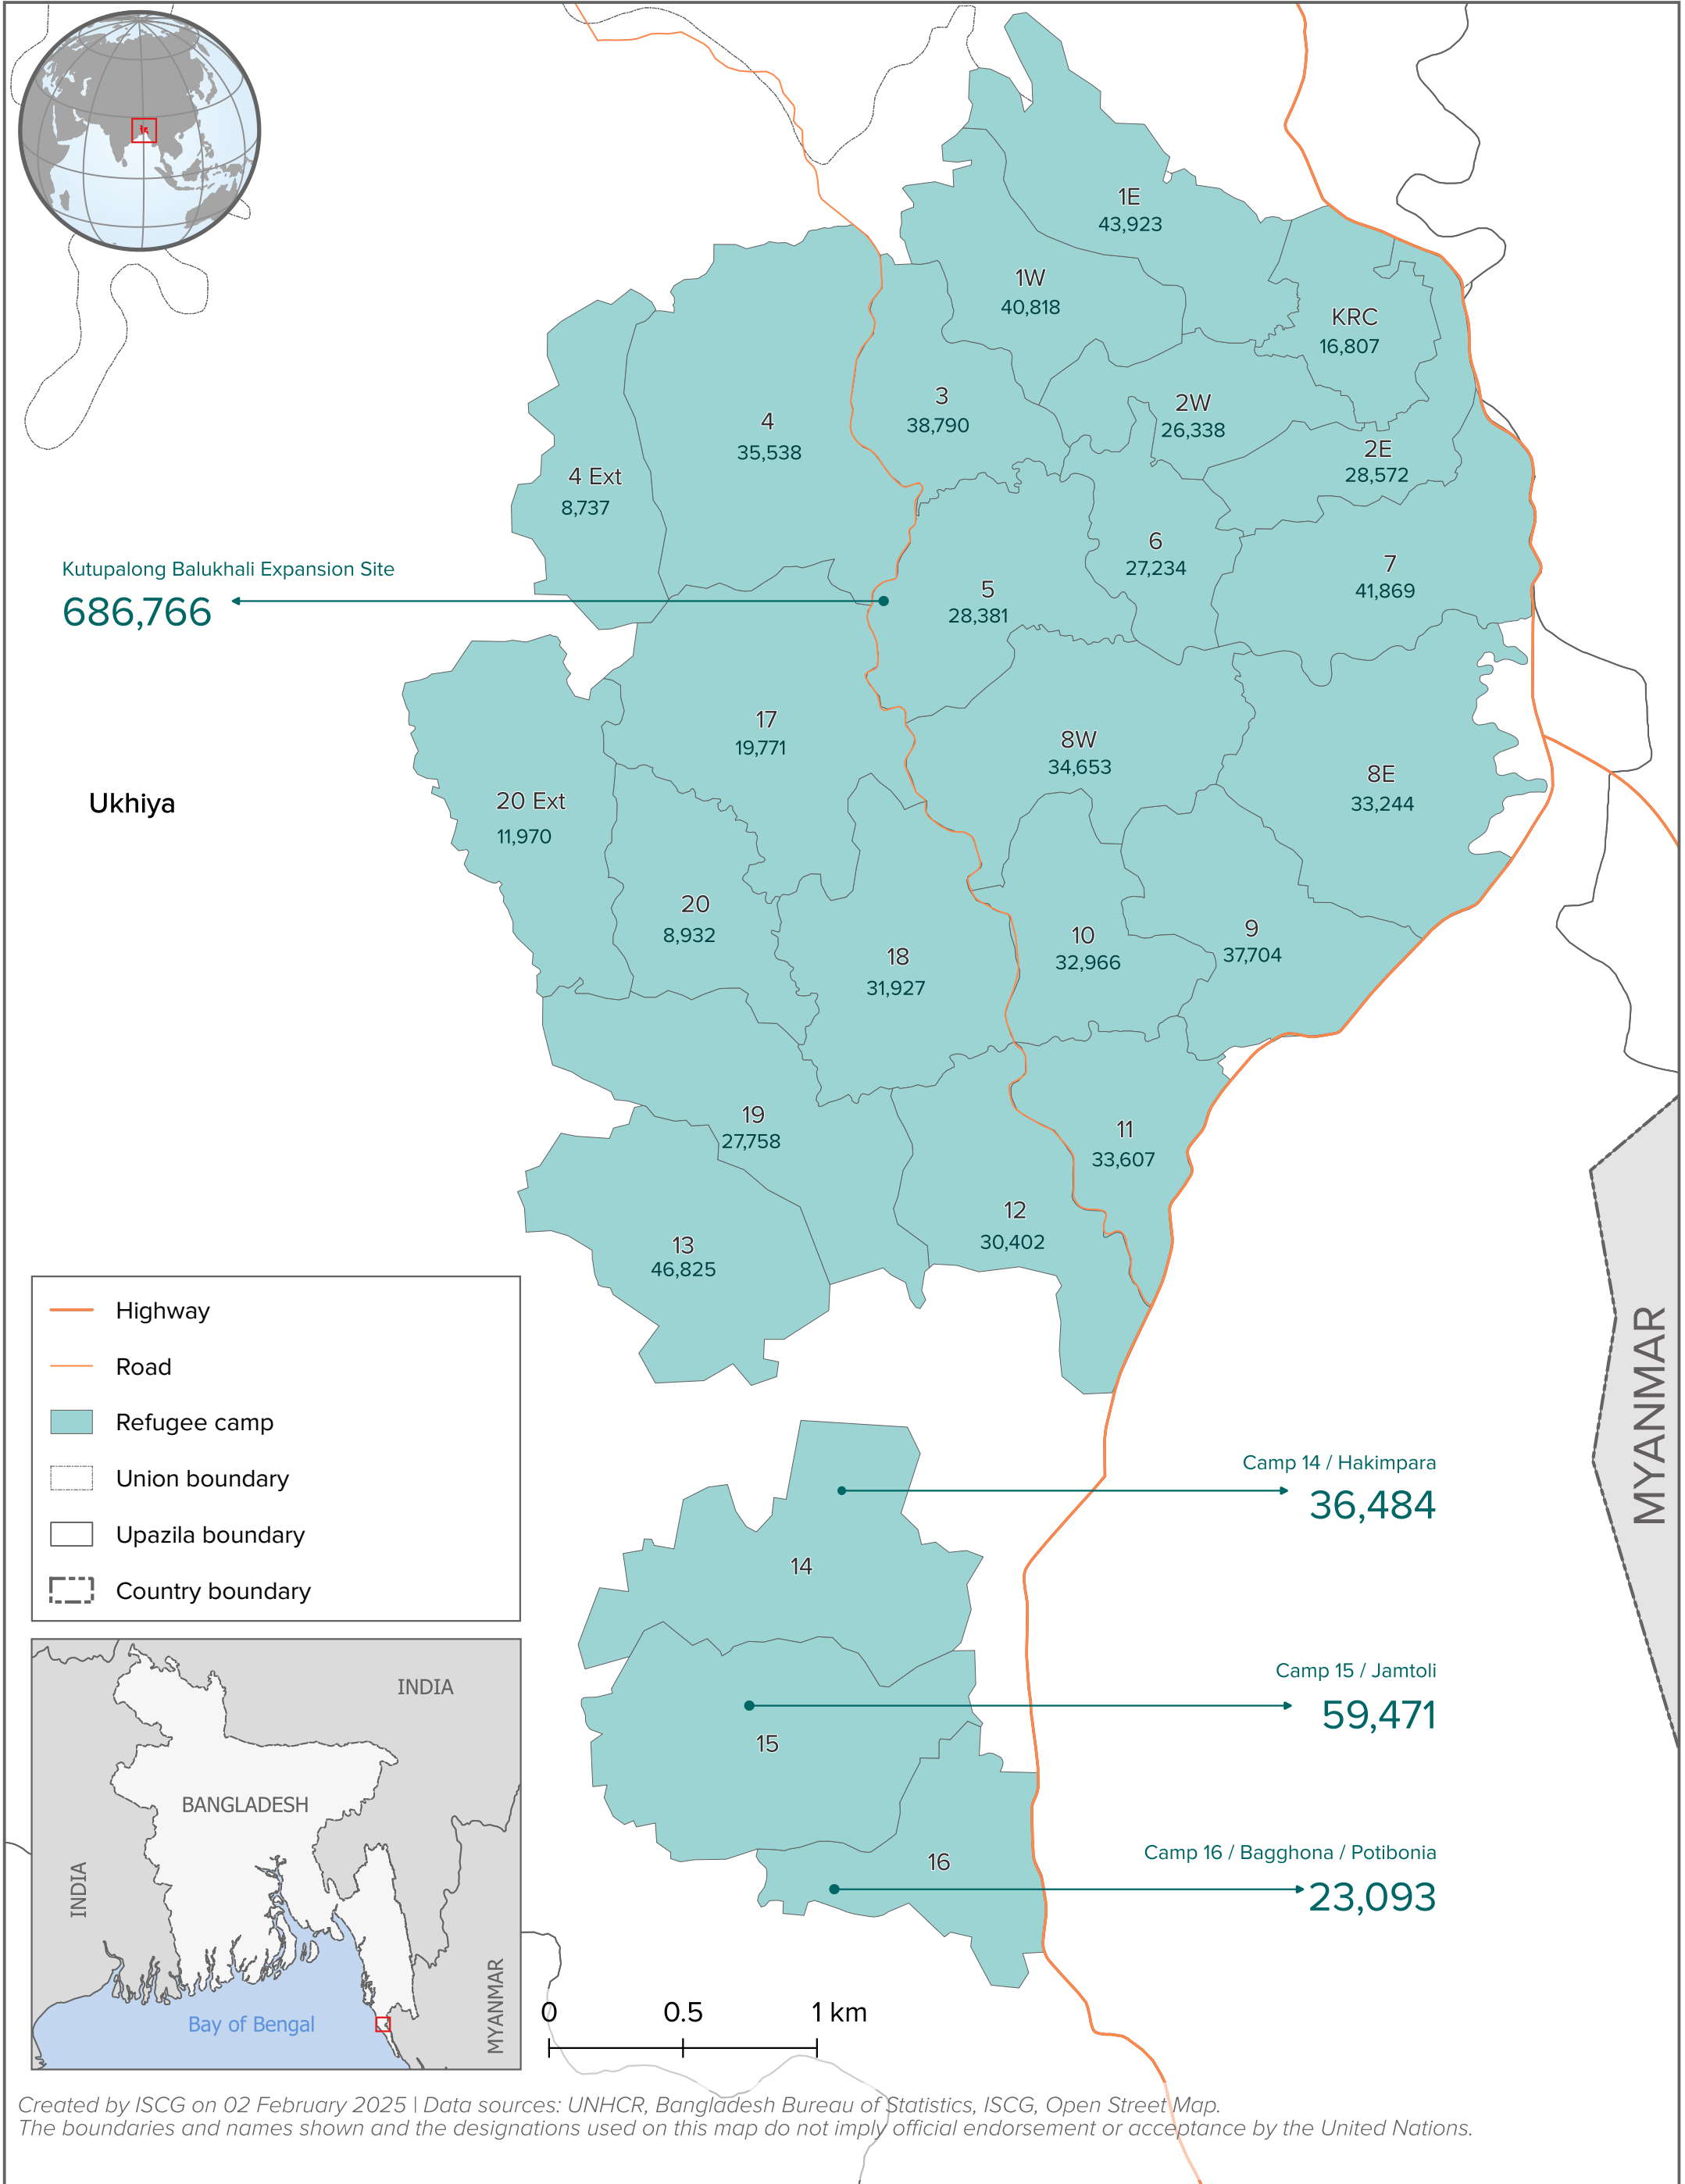 1E
43,923
1W
40,818
KRC
16,807
3
38,790
2W
26,338
4
35,538
2E
28,572
4 Ext
8,737
6
27,234
7
41,869
Kutupalong Balukhali Expansion Site
686,766
5
28,381
17
19,771
8W
34,653
8E
33,244
Ukhiya
20 Ext
11,970
20
8,932
18
31,927
10
32,966
9
37,704
19
27,758
11
33,607
12
30,402
13
46,825
MYANMAR
Highway
Road
Refugee camp
Union boundary
Upazila boundary
Country boundary
Camp 14 / Hakimpara
36,484
14
Camp 15 / Jamtoli
59,471
15
Camp 16 / Bagghona / Potibonia
23,093
16
INDIA
BANGLADESH
INDIA
MYANMAR
Bay of Bengal
0 0.5 1 km
Created by ISCG on 02 February 2025 | Data sources: UNHCR, Bangladesh Bureau of Statistics, ISCG, Open Street Map.
The boundaries and names shown and the designations used on this map do not imply official endorsement or acceptance by the United Nations.